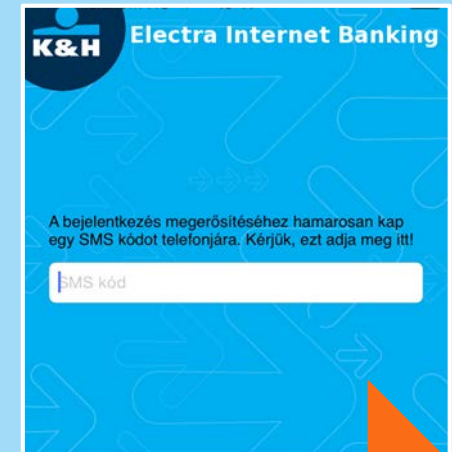 K&H
Electra Internet Banking
A bejelentkezés megerősítéséhez hamarosan kap
egy SMS kódot telefonjára. Kérjük, ezt adja meg itt!
SMS kód